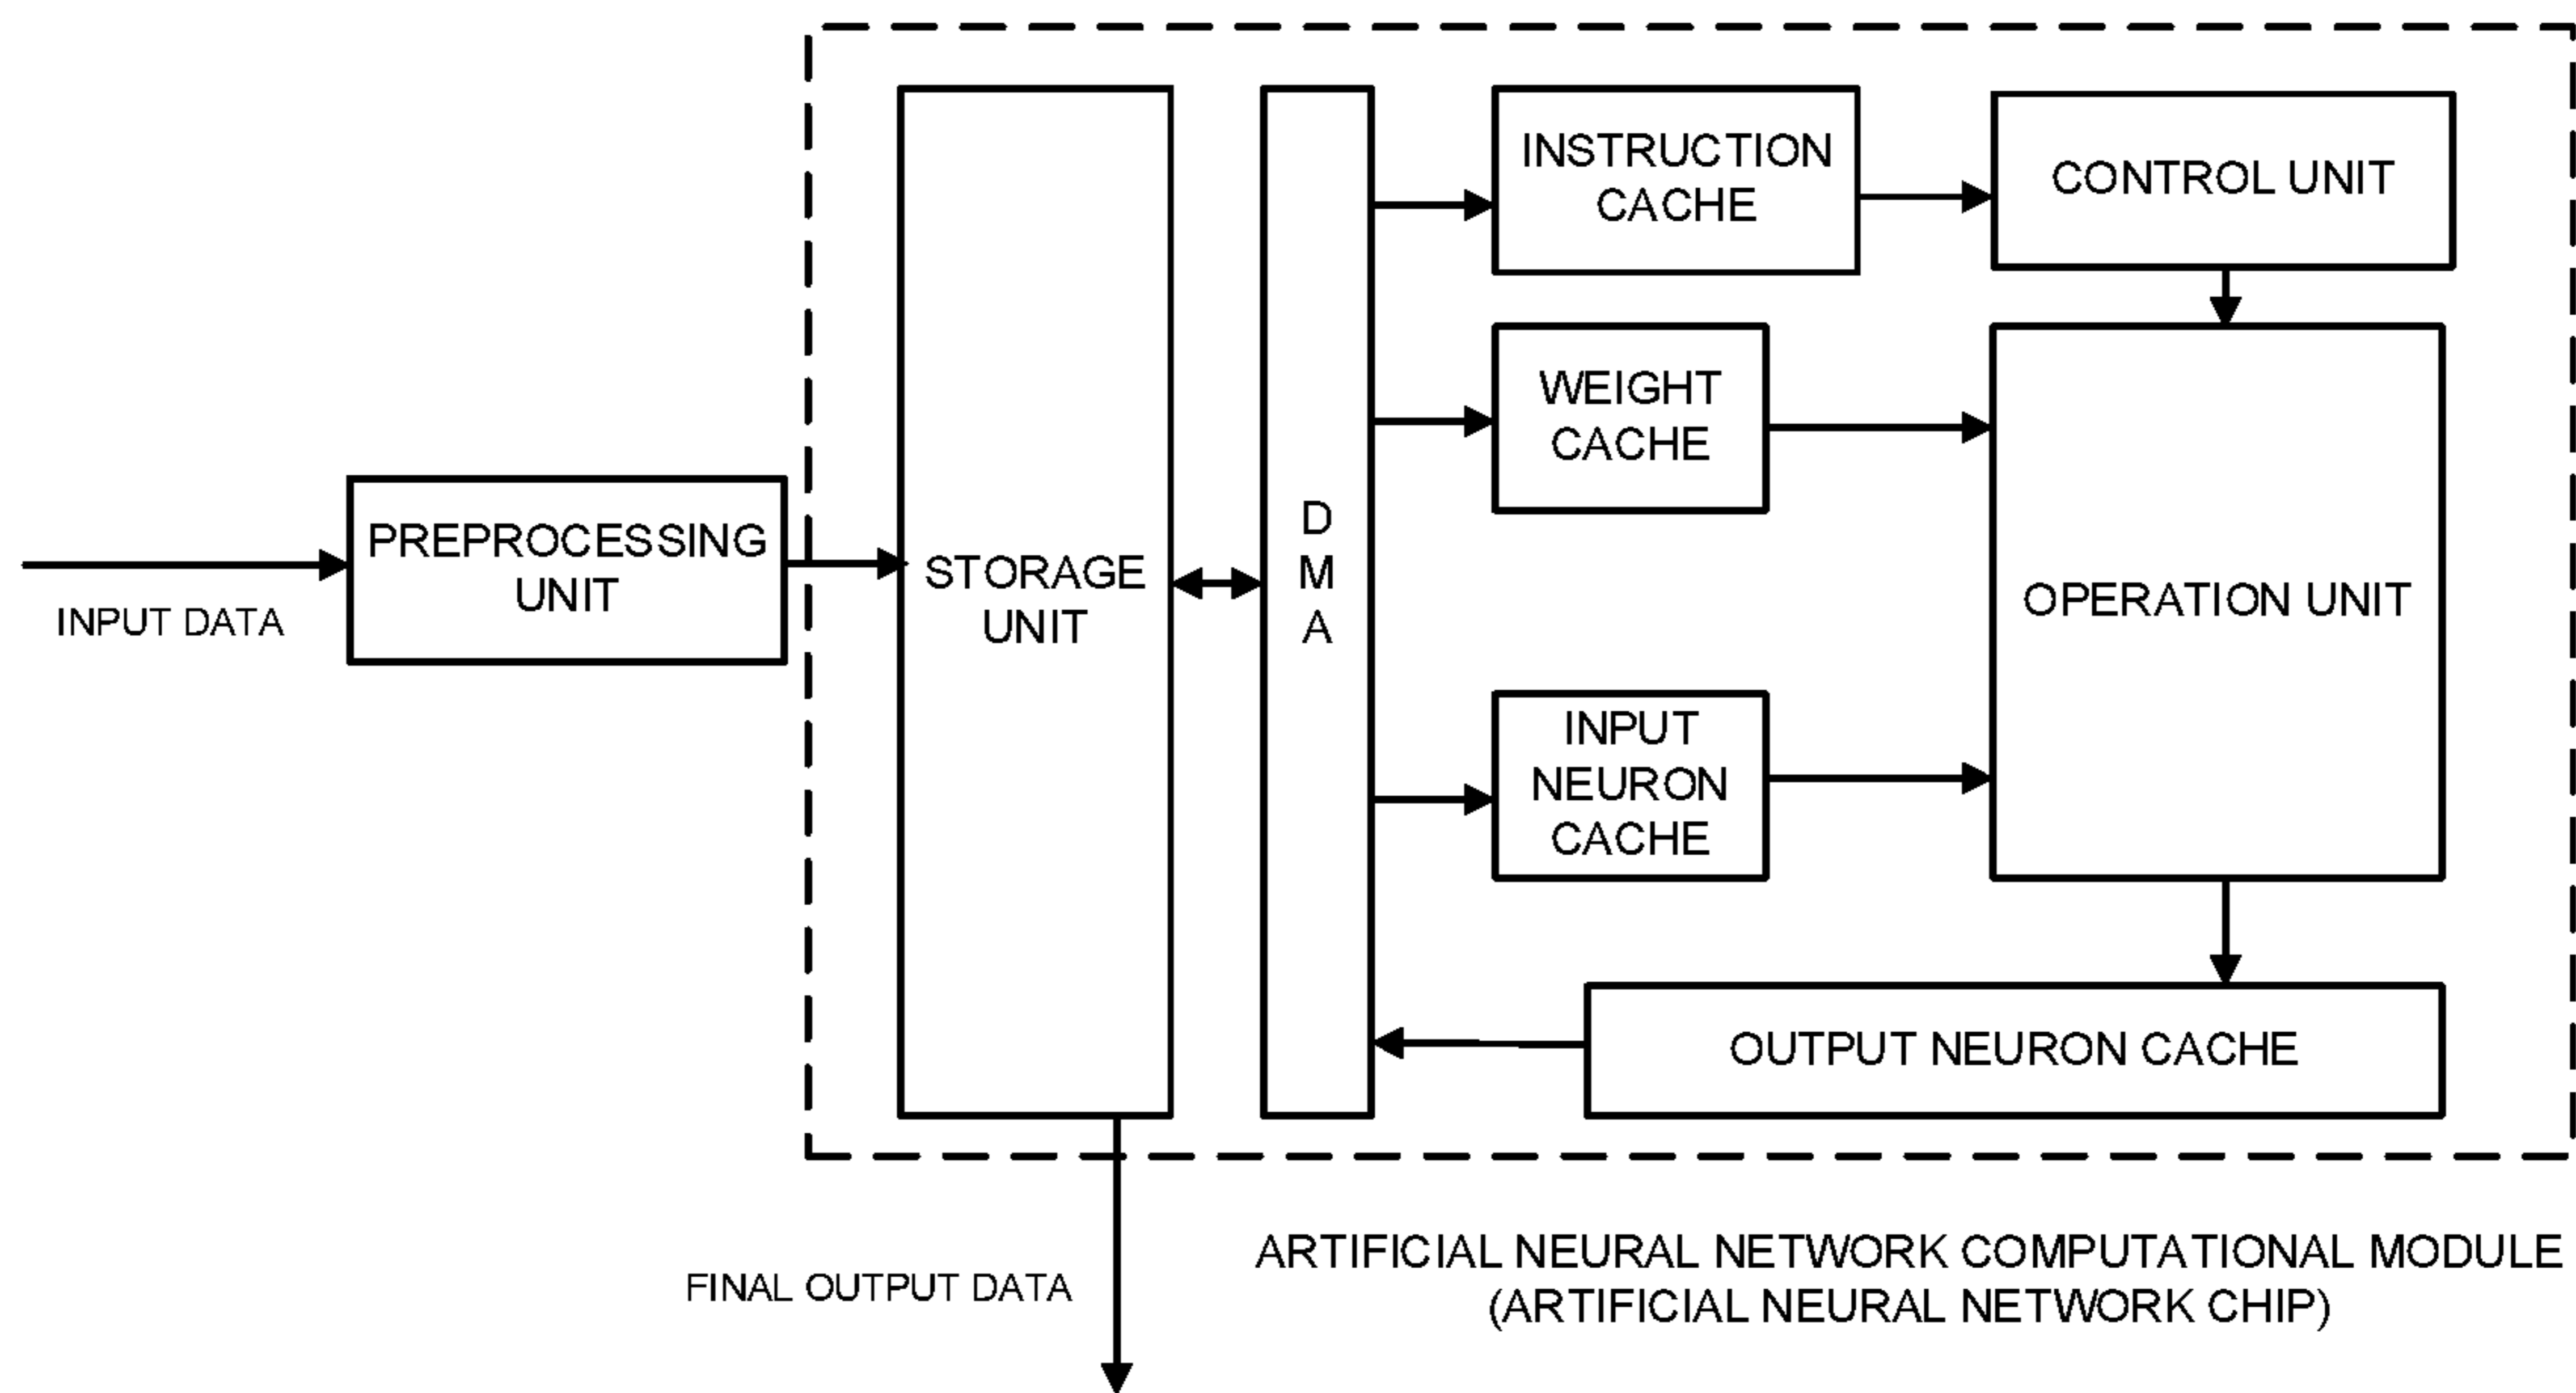 INPUT DATA
PREPROCESSING
UNIT
STORAGE
UNIT
D
M
A
INSTRUCTION
CACHE
CONTROL UNIT
WEIGHT
CACHE
OPERATION UNIT
INPUT
NEURON
CACHE
OUTPUT NEURON CACHE
FINAL OUTPUT DATA
ARTIFICIAL NEURAL NETWORK COMPUTATIONAL MODULE
(ARTIFICIAL NEURAL NETWORK CHIP)